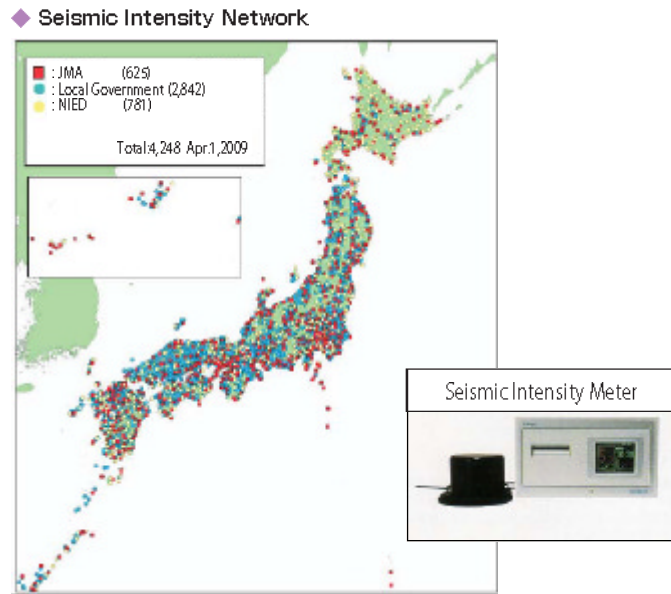 Seismic Intensity Network
: JMA (625)
: Local Government (2,842)
: NIED (781)
Total:4,248 Apr.1,2009
Seismic Intensity Meter